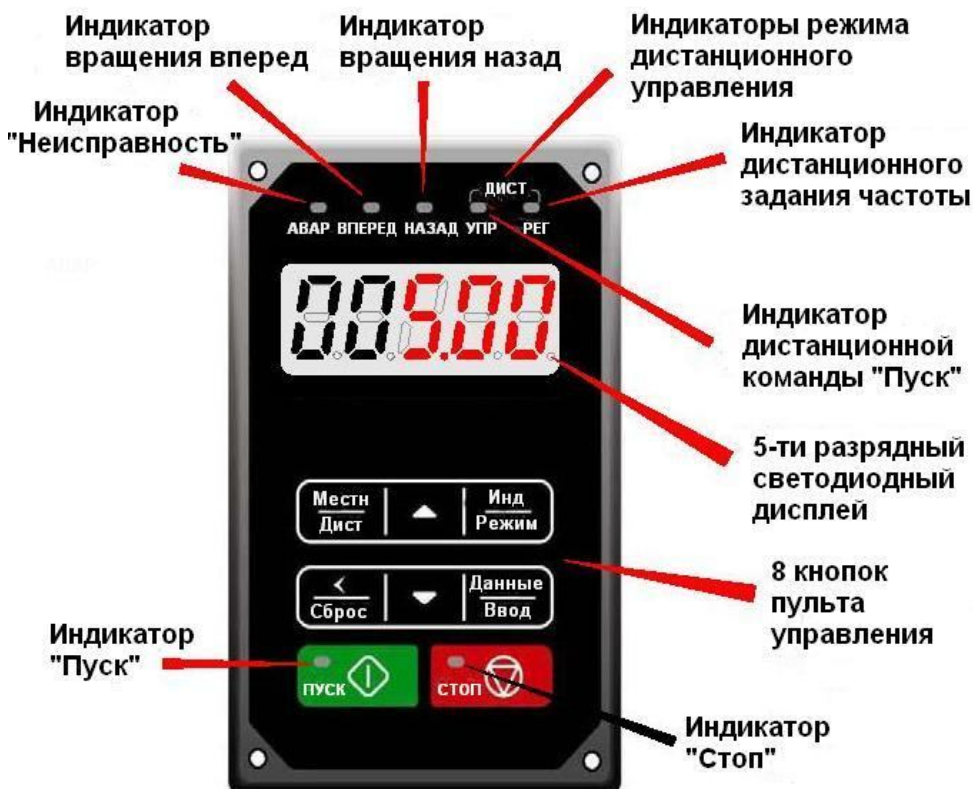 Индикатор
вращения вперед
Индикатор
вращения назад
Индикаторы режима
дистанционного
управления
Индикатор
"Неисправность"
Индикатор
дистанционного
задания частоты
ДИСТ
АВАР ВПЕРЕД НАЗАД УПР РЕГ
005.00
Индикатор
дистанционной
команды "Пуск"
5-ти разрядный
светодиодный
дисплей
Местн
Дист
Инд
Режим
8 кнопок
пульта
управления
<
Сброс
Данные
Ввод
Индикатор
"Пуск"
ПУСК
СТОП
Индикатор
"Стоп"